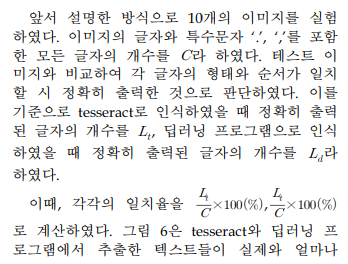 앞서 설명한 방식으로 10개의 이미지를 실험
하였다. 이미지의 글자와 특수문자 ‘.’, ‘,’를 포함
한 모든 글자의 개수를 C라 하였다. 테스트 이
미지와 비교하여 각 글자의 형태와 순서가 일치
할 시 정확히 출력한 것으로 판단하였다. 이를
기준으로 tesseract로 인식하였을 때 정확히 출력
된 글자의 개수를 Lt, 딥러닝 프로그램으로 인식
하였을 때 정확히 출력된 글자의 개수를 Ld라
하였다.
이때, 각각의 일치율을 Lt/C×100(%), Lt/C×100(%)
로 계산하였다. 그림 6은 tesseract와 딥러닝 프
로그램에서 추출한 텍스트들이 실제와 얼마나